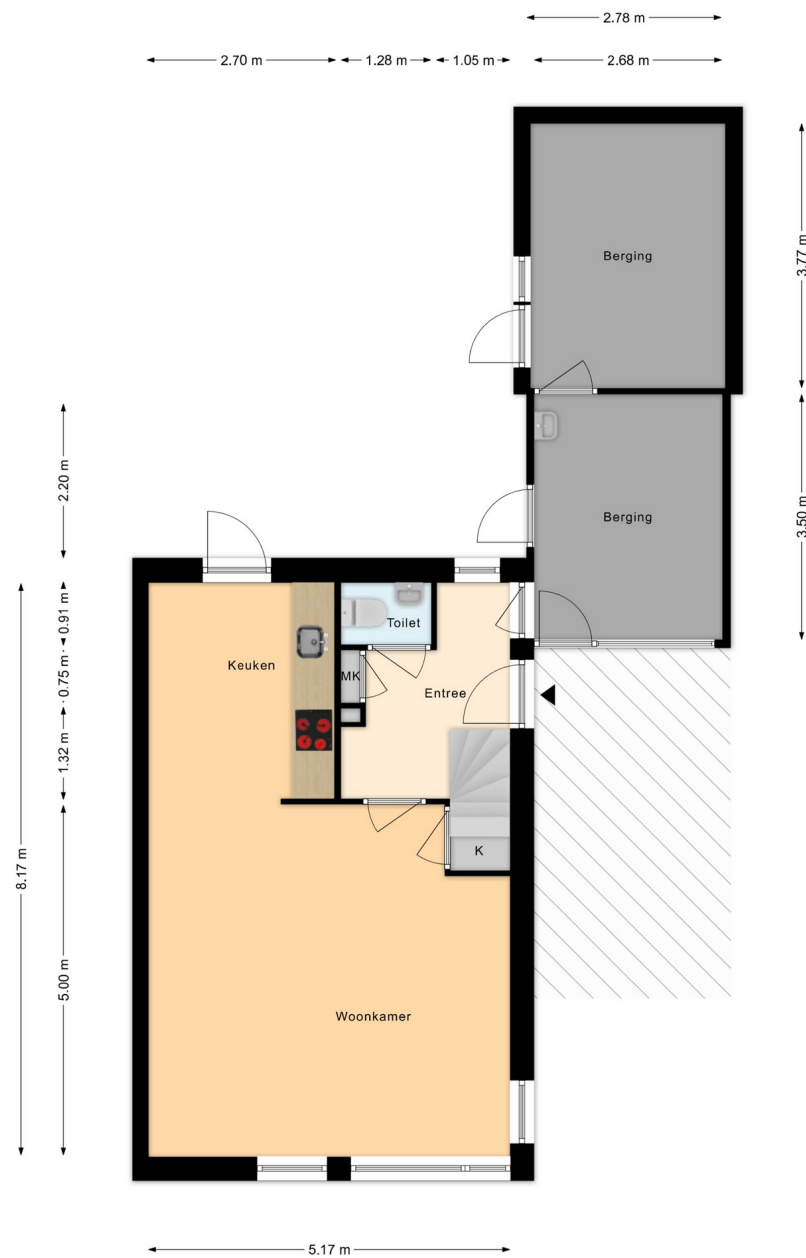 2.78 m
2.70 m
1.28 m
1.05 m
2.68 m
Berging
3.77 m
2.20 m
Berging
3.50 m
0.91 m
Toilet
Keuken
MK
0.75 m
Entree
1.32 m
K
8.17 m
5.00 m
Woonkamer
5.17 m